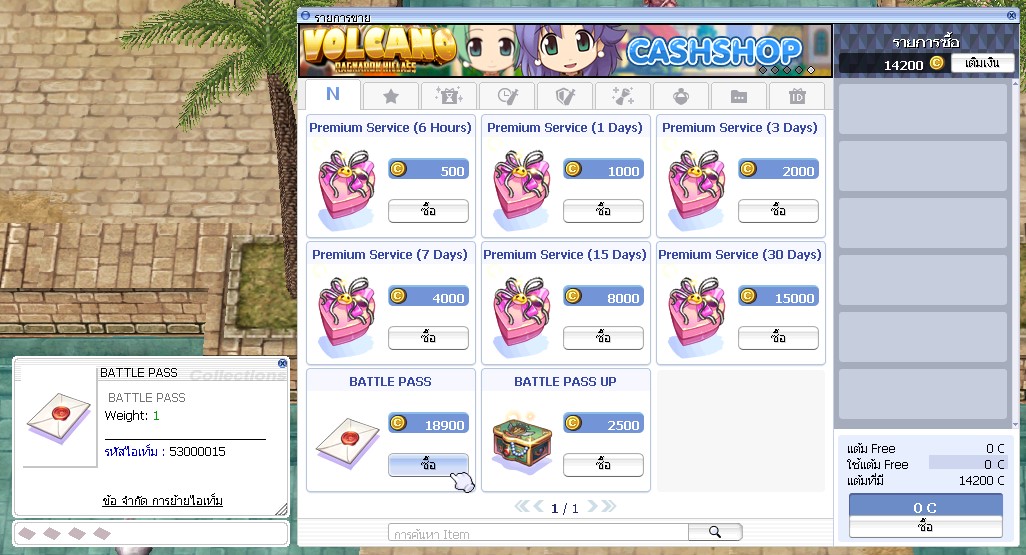 รายการขาย
VOLCANO
RAGNAROK HICLASS
CASHSHOP
รายการซื้อ
14200 C เติมเงิน
N
ID
Premium Service (6 Hours)
C 500
ซื้อ
Premium Service (1 Days)
C 1000
ซื้อ
Premium Service (3 Days)
C 2000
ซื้อ
Premium Service (7 Days)
C 4000
ซื้อ
Premium Service (15 Days)
C 8000
ซื้อ
Premium Service (30 Days)
C 15000
ซื้อ
BATTLE PASS
C 18900
ซื้อ
BATTLE PASS UP
C 2500
ซื้อ
1 / 1
การค้นหา Item
BATTLE PASS
Collections
BATTLE PASS
Weight: 1
รหัสไอเท็ม : 53000015
ข้อ จำกัด การย้ายไอเท็ม
แต้ม Free 0 C
ใช้แต้ม Free 0 C
แต้มที่มี 14200 C
0 C
ซื้อ